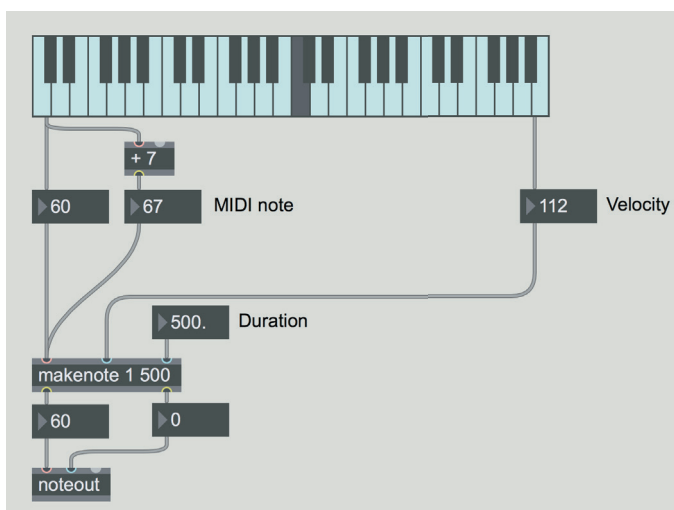 + 7
60
67
MIDI note
112
Velocity
500.
Duration
makenote 1 500
60
0
noteout